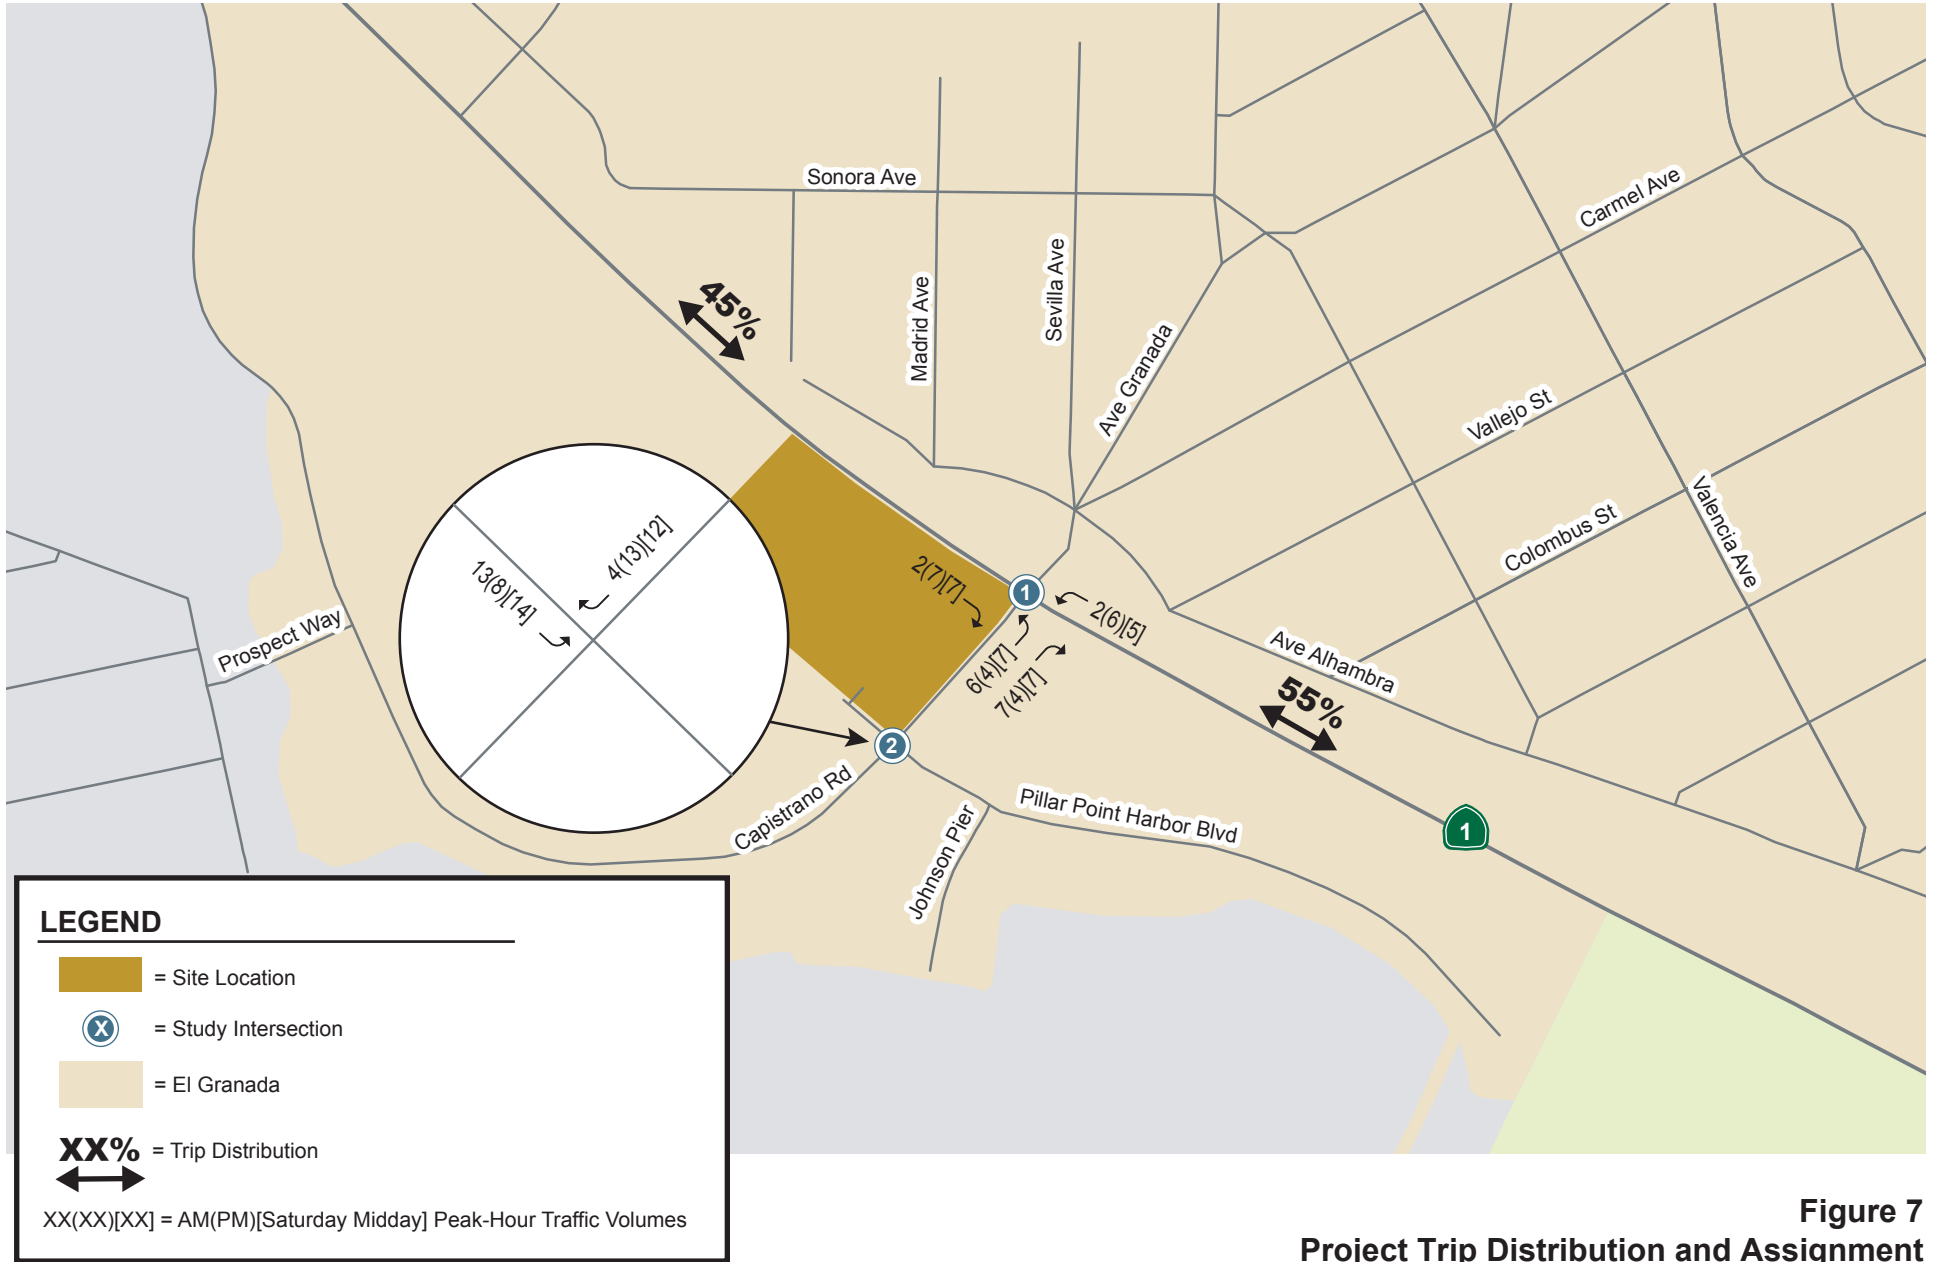 Sonora Ave
Carmel Ave
45%
Madrid Ave
Sevilla Ave
Ave Granada
Vallejo St
Colombus St
Valencia Ave
4(13)[12]
13(8)[14]
2(7)[7]
1
2(6)[5]
6(4)[7]
7(4)[7]
Prospect Way
Ave Alhambra
55%
2
Capistrano Rd
Johnson Pier
Pillar Point Harbor Blvd
1
LEGEND
= Site Location
X = Study Intersection
= El Granada
XX% = Trip Distribution
XX(XX)[XX] = AM(PM)[Saturday Midday] Peak-Hour Traffic Volumes
Figure 7
Project Trip Distribution and Assignment